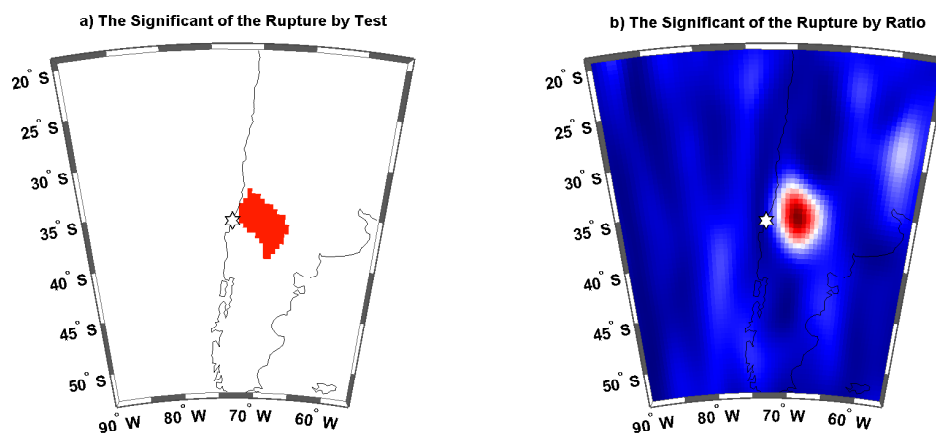 a) The Significant of the Rupture by Test
20° S
25° S
30° S
35° S
40° S
45° S
50° S
90° W
80° W
70° W
60° W
b) The Significant of the Rupture by Ratio
20° S
25° S
30° S
35° S
40° S
45° S
50° S
90° W
80° W
70° W
60° W